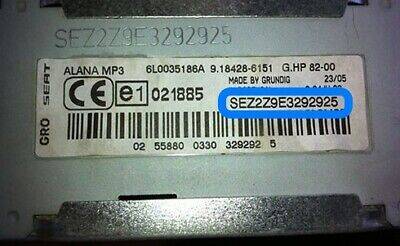 SEZ2Z9E3292925
ALANA MP3 6L0035186A 9.18428-6151 G.HP 82-00
MADE BY GRUNDIG 23/05
GRO SEAT CE e1 021885
SEZ2Z9E3292925
02 55880 0330 329292 5